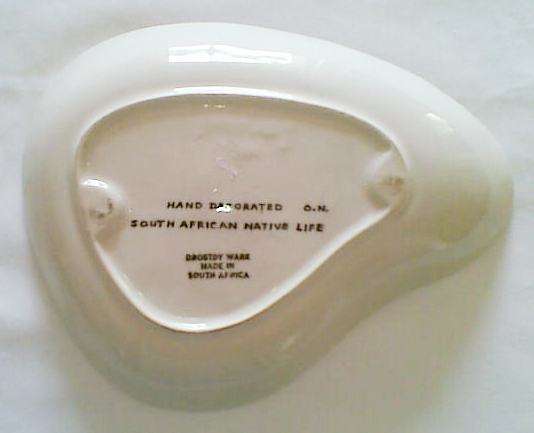 HAND DECORATED O.N.
SOUTH AFRICAN NATIVE LIFE
DROSTDY WARE
MADE IN
SOUTH AFRICA